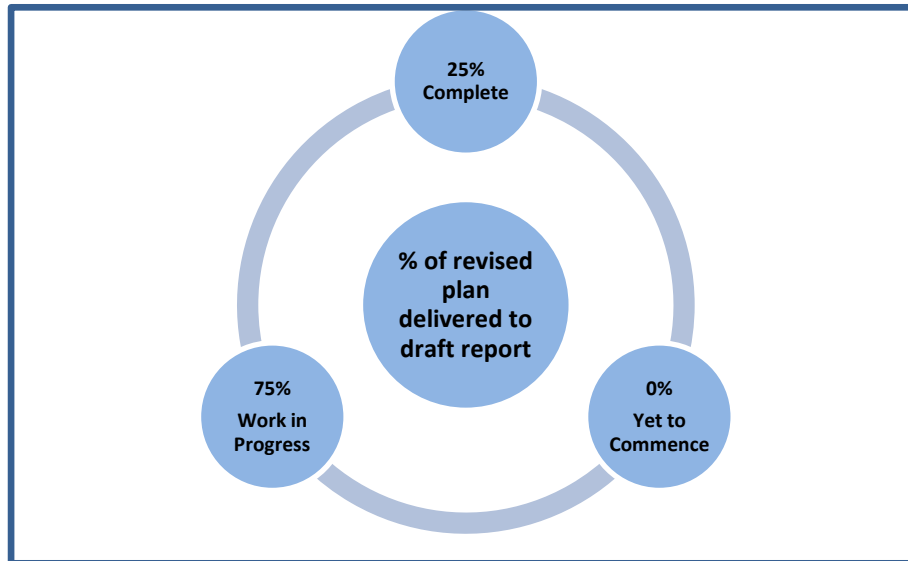 25%
Complete
% of revised
plan
delivered to
draft report
75%
Work in
Progress
0%
Yet to
Commence